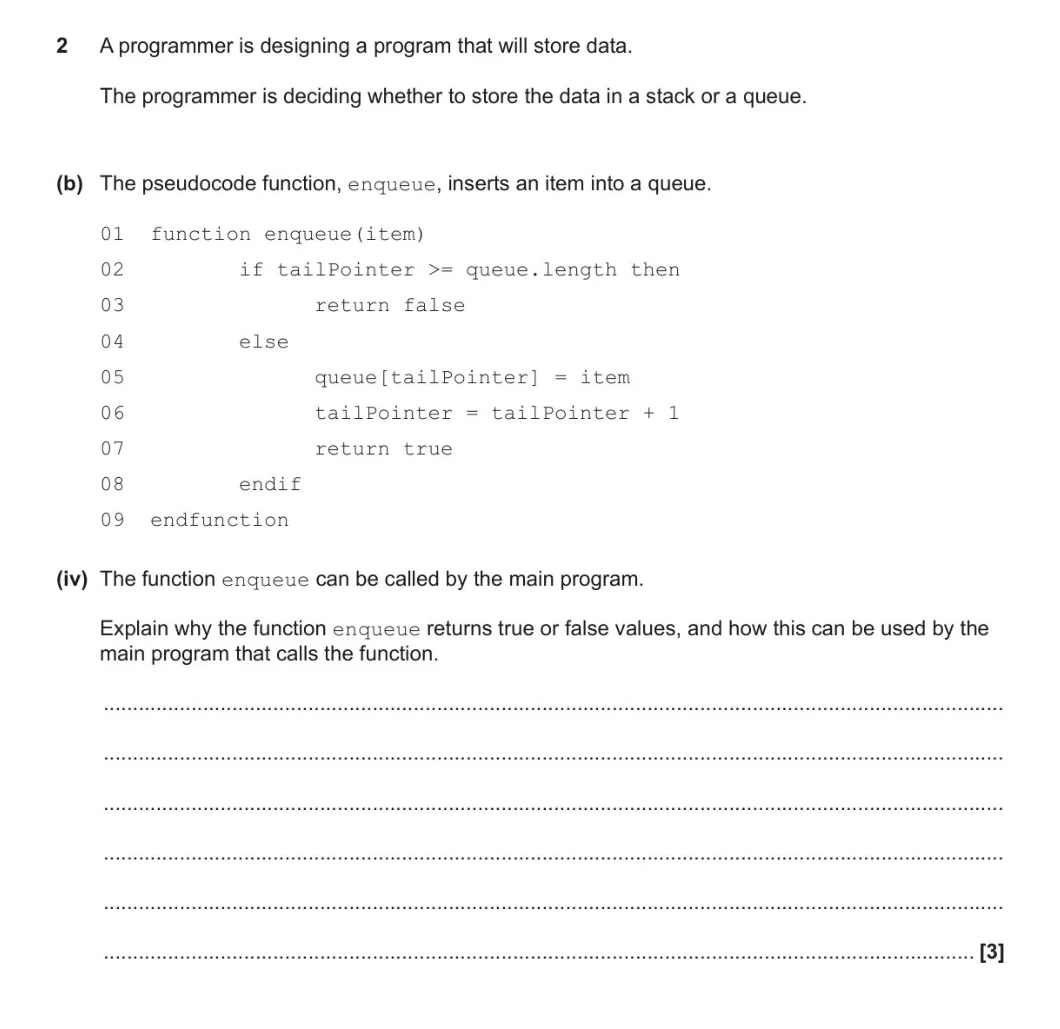 2 A programmer is designing a program that will store data.
The programmer is deciding whether to store the data in a stack or a queue.
(b) The pseudocode function, enqueue, inserts an item into a queue.
01 function enqueue(item)
02 if tailPointer >= queue.length then
03 return false
04 else
05 queue[tailPointer] = item
06 tailPointer = tailPointer + 1
07 return true
08 endif
09 endfunction
(iv) The function enqueue can be called by the main program.
Explain why the function enqueue returns true or false values, and how this can be used by the
main program that calls the function.
[3]